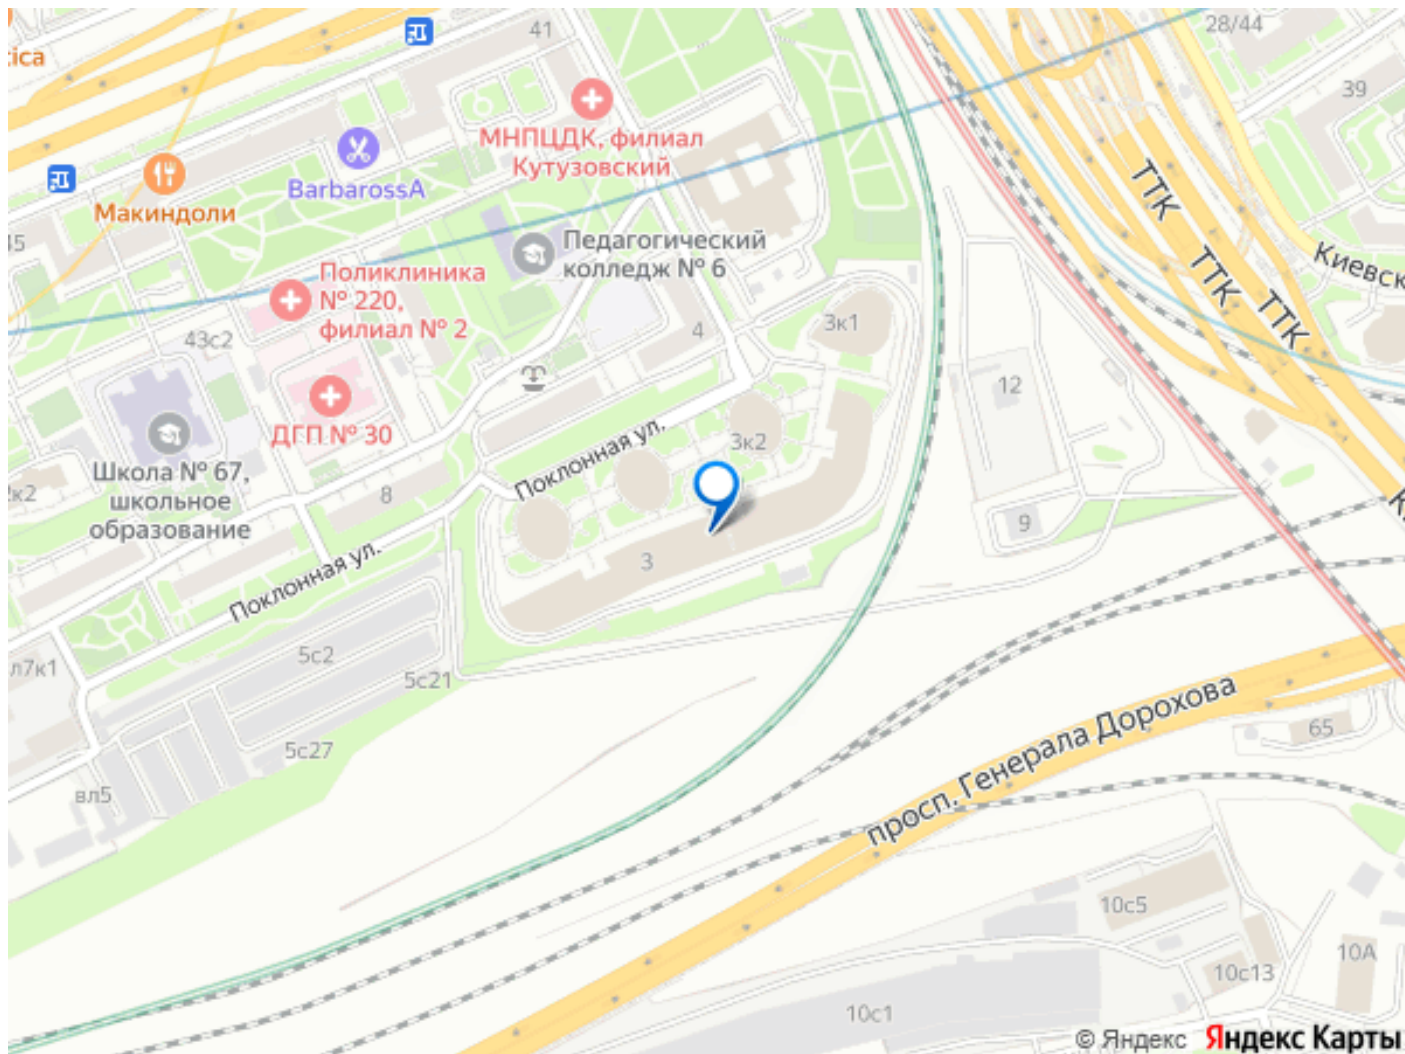 41
28/44
39
МНПЦДК, филиал
Кутузовский
BarbarossA
Макиндоли
ТТК
ТТК
ТТК
Киевск
45
Педагогический
колледж № 6
Поликлиника
№ 220,
филиал № 2
43с2
4
3к1
12
ДГП № 30
Школа № 67,
школьное
образование
8
Поклонная ул.
3к2
9
3
Поклонная ул.
л7к1
5с2
5с21
5с27
вл5
просп. Генерала Дорохова
65
10с5
10с13
10А
10с1
© Яндекс Яндекс Карты